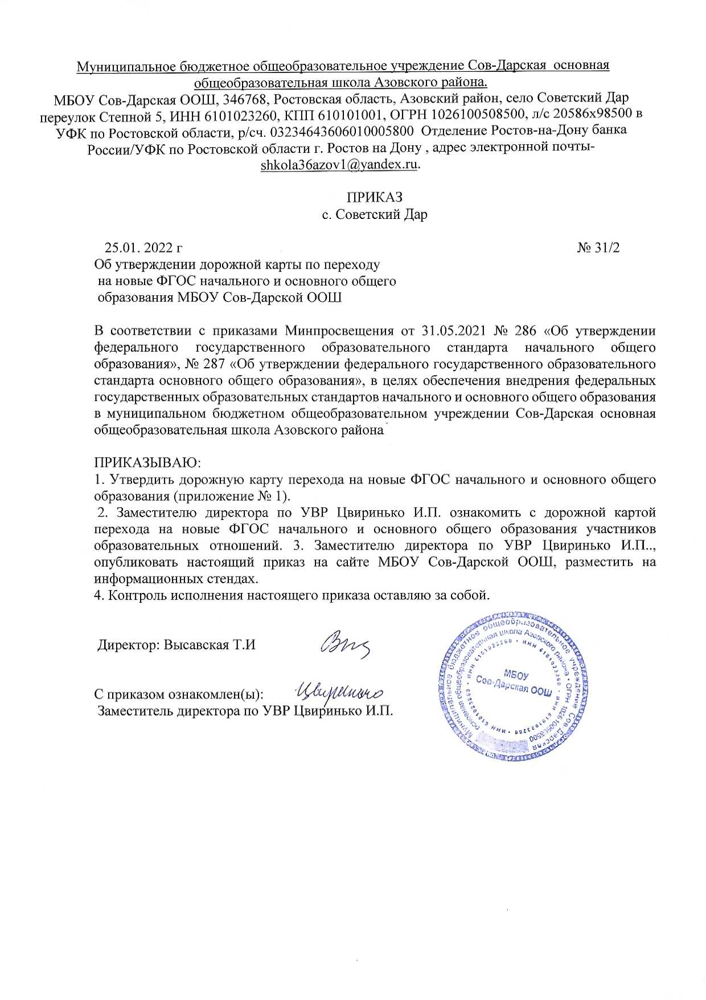 Муниципальное бюджетное общеобразовательное учреждение Сов-Дарская основная
общеобразовательная школа Азовского района.
МБОУ Сов-Дарская ООШ, 346768, Ростовская область, Азовский район, село Советский Дар
переулок Степной 5, ИНН 6101023260, КПП 610101001, ОГРН 1026100508500, л/с 20586х98500 в
УФК по Ростовской области, р/сч. 03234643606010005800 Отделение Ростов-на-Дону банка
России/УФК по Ростовской области г. Ростов на Дону , адрес электронной почты-
shkola36azov1@yandex.ru.
ПРИКАЗ
с. Советский Дар
25.01. 2022 г № 31/2
Об утверждении дорожной карты по переходу
на новые ФГОС начального и основного общего
образования МБОУ Сов-Дарской ООШ
В соответствии с приказами Минпросвещения от 31.05.2021 № 286 «Об утверждении
федерального государственного образовательного стандарта начального общего
образования», № 287 «Об утверждении федерального государственного образовательного
стандарта основного общего образования», в целях обеспечения внедрения федеральных
государственных образовательных стандартов начального и основного общего образования
в муниципальном бюджетном общеобразовательном учреждении Сов-Дарская основная
общеобразовательная школа Азовского района
ПРИКАЗЫВАЮ:
1. Утвердить дорожную карту перехода на новые ФГОС начального и основного общего
образования (приложение № 1).
2. Заместителю директора по УВР Цвиринько И.П. ознакомить с дорожной картой
перехода на новые ФГОС начального и основного общего образования участников
образовательных отношений. 3. Заместителю директора по УВР Цвиринько И.П..,
опубликовать настоящий приказ на сайте МБОУ Сов-Дарской ООШ, разместить на
информационных стендах.
4. Контроль исполнения настоящего приказа оставляю за собой.
Директор: Высавская Т.И
С приказом ознакомлен(ы): Цвиринько
Заместитель директора по УВР Цвиринько И.П.
Муниципальное бюджетное общеобразовательное учреждение Сов-Дарская
основная общеобразовательная школа Азовского района • ОГРН 1026100508500
ИНН 6101023260 • ИНН 6101023260 • ИНН 6101023260 • ИНН 6101023260
МБОУ
Сов-Дарская ООШ